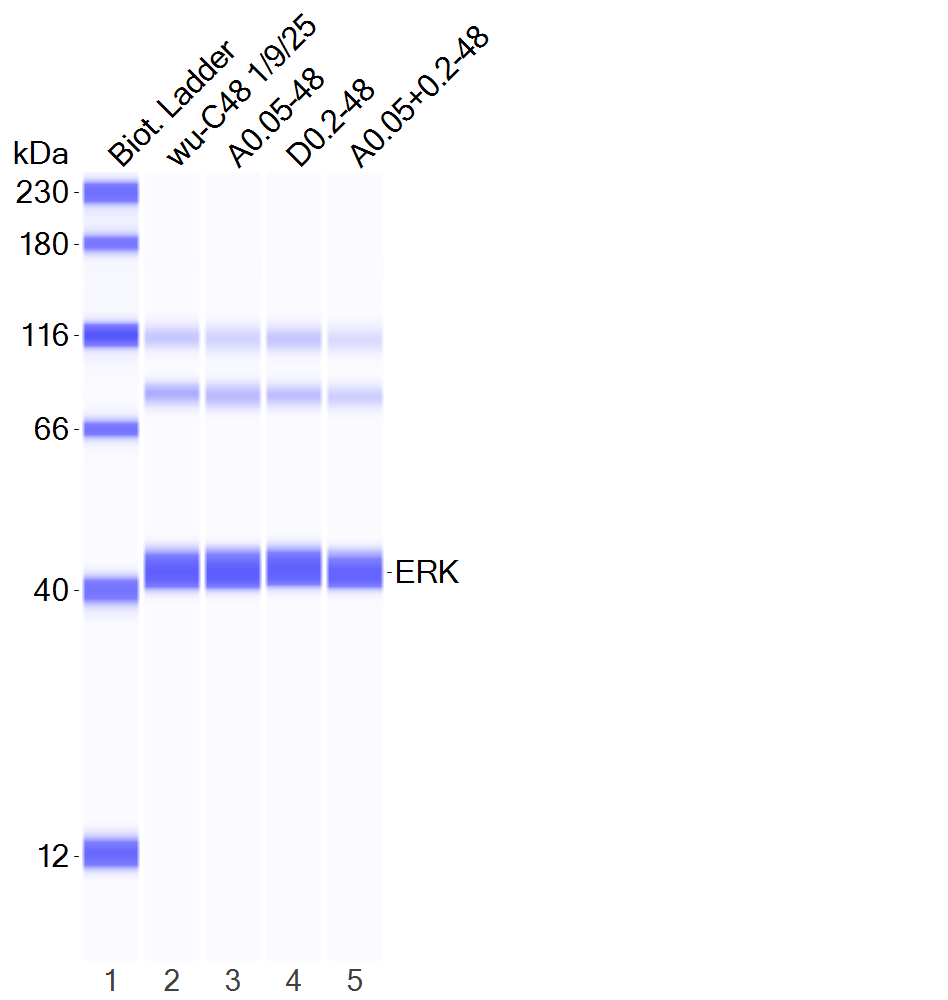 Biot. Ladder
wu-C48 1/9/25
A0.05-48
D0.2-48
A0.05+0.2-48
kDa
230
180
116
66
40
12
ERK
1 2 3 4 5